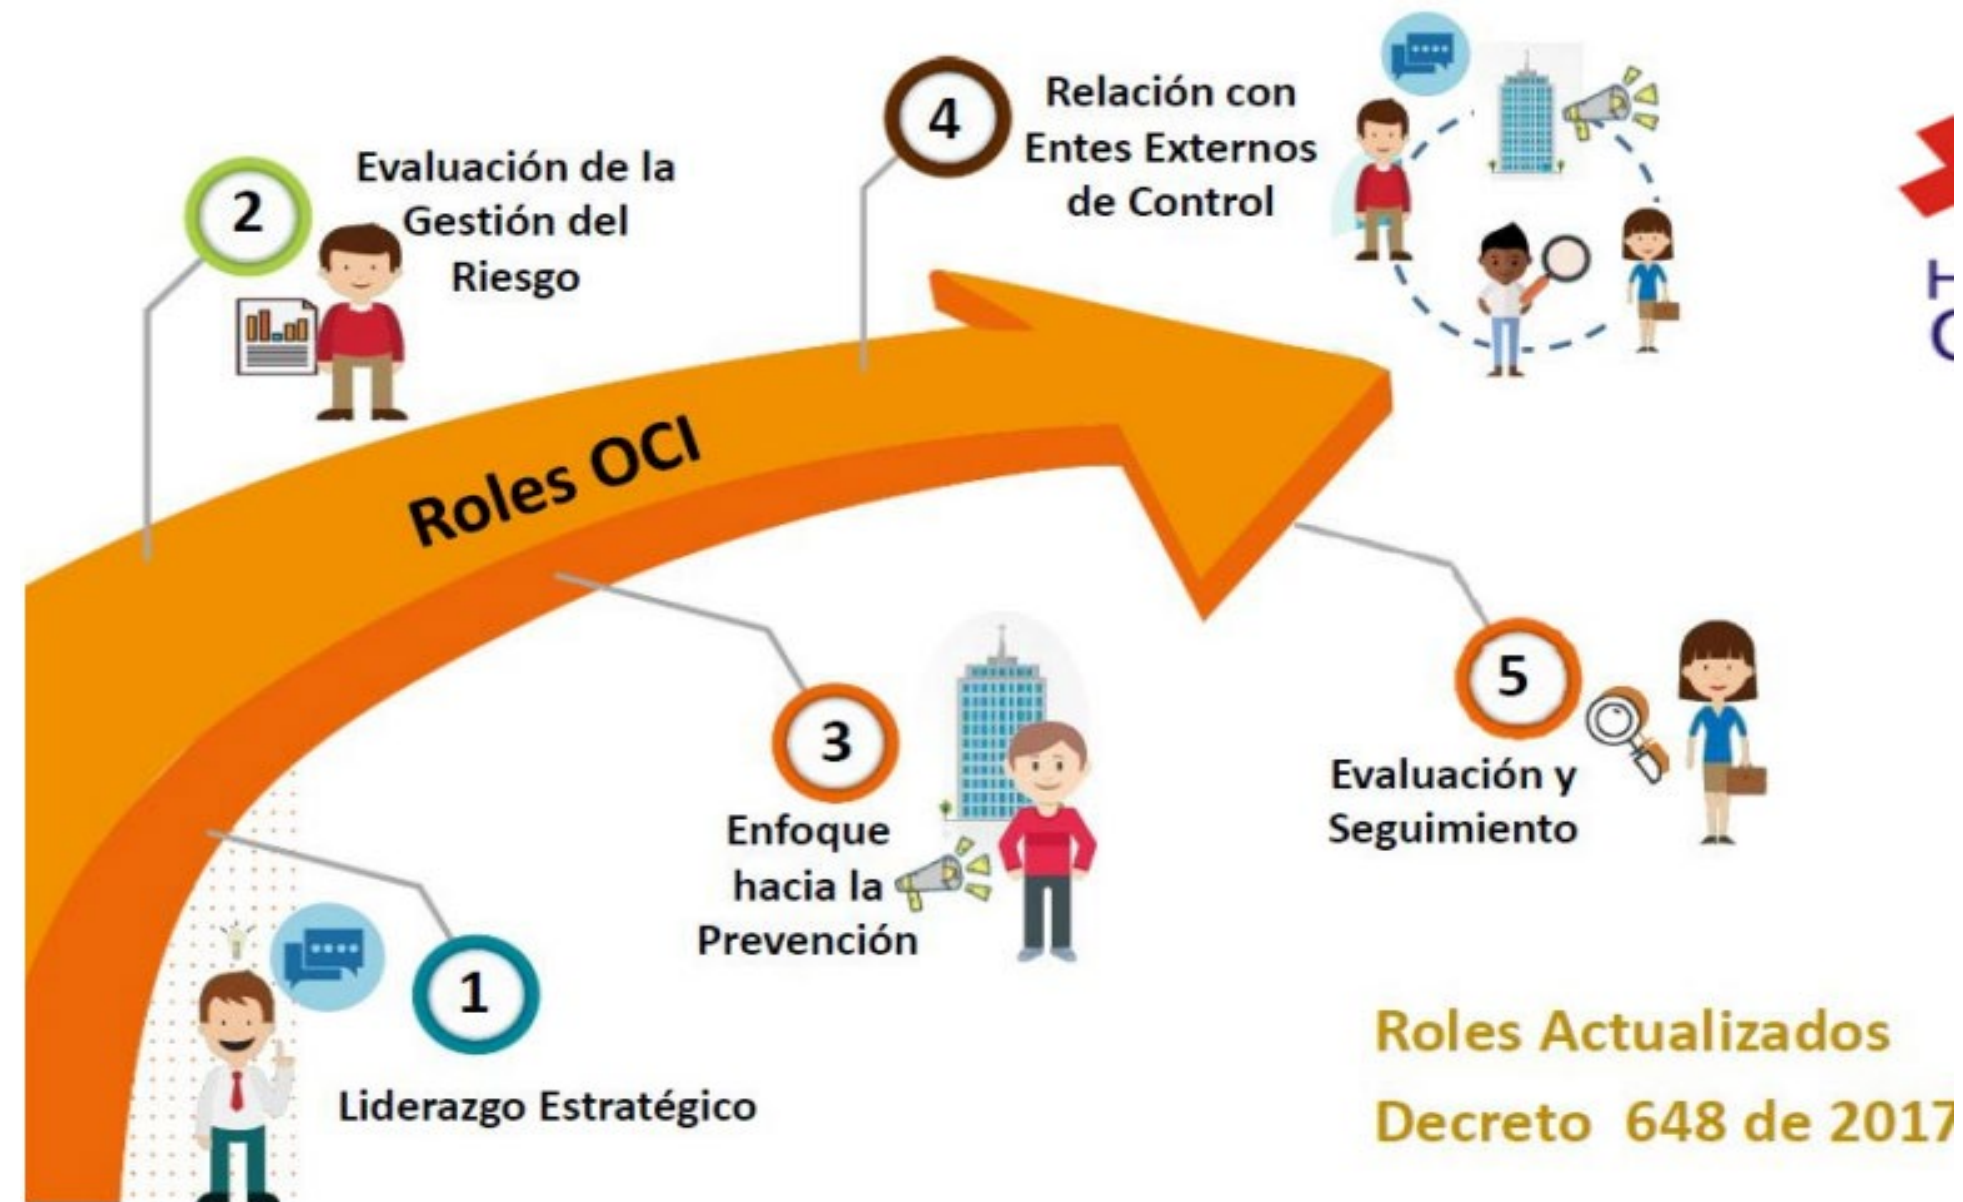 4
Relación con
Entes Externos
de Control
2
Evaluación de la
Gestión del
Riesgo
Roles OCI
5
Evaluación y
Seguimiento
3
Enfoque
hacia la
Prevención
1
Liderazgo Estratégico
Roles Actualizados
Decreto 648 de 2017